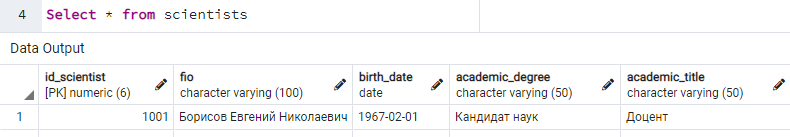 4 Select * from scientists
Data Output
id_scientist fio birth_date academic_degree academic_title
[PK] numeric (6) character varying (100) date character varying (50) character varying (50)
1 1001 Борисов Евгений Николаевич 1967-02-01 Кандидат наук Доцент